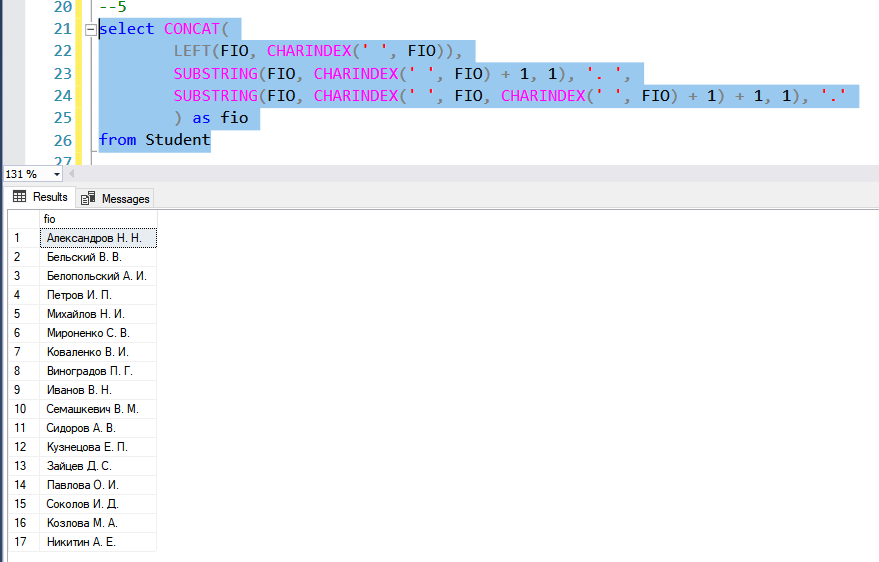 20 --5
21 select CONCAT(
22 LEFT(FIO, CHARINDEX(' ', FIO)),
23 SUBSTRING(FIO, CHARINDEX(' ', FIO) + 1, 1), '. ',
24 SUBSTRING(FIO, CHARINDEX(' ', FIO, CHARINDEX(' ', FIO) + 1) + 1, 1), '.'
25 ) as fio
26 from Student
27
131 %
Results Messages
fio
1 Александров Н. Н.
2 Бельский В. В.
3 Белопольский А. И.
4 Петров И. П.
5 Михайлов Н. И.
6 Мироненко С. В.
7 Коваленко В. И.
8 Виноградов П. Г.
9 Иванов В. Н.
10 Семашкевич В. М.
11 Сидоров А. В.
12 Кузнецова Е. П.
13 Зайцев Д. С.
14 Павлова О. И.
15 Соколов И. Д.
16 Козлова М. А.
17 Никитин А. Е.